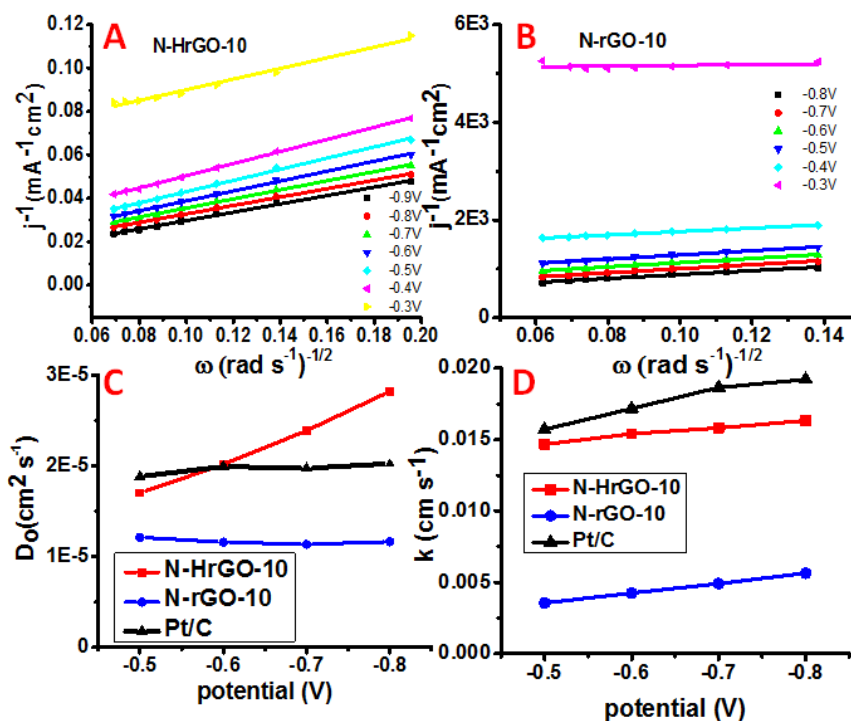 A
N-HrGO-10
0.12
0.10
0.08
0.06
0.04
0.02
0.00
j⁻¹(mA⁻¹cm²)
-0.9V
-0.8V
-0.7V
-0.6V
-0.5V
-0.4V
-0.3V
0.06 0.08 0.10 0.12 0.14 0.16 0.18 0.20
ω (rad s⁻¹)⁻¹/²
B
N-rGO-10
6E3
4E3
2E3
0
j⁻¹(mA⁻¹cm²)
-0.8V
-0.7V
-0.6V
-0.5V
-0.4V
-0.3V
0.06 0.08 0.10 0.12 0.14
ω (rad s⁻¹)⁻¹/²
C
3E-5
2E-5
1E-5
0
D₀(cm² s⁻¹)
N-HrGO-10
N-rGO-10
Pt/C
-0.5 -0.6 -0.7 -0.8
potential (V)
D
0.020
0.015
0.010
0.005
0.000
k (cm s⁻¹)
N-HrGO-10
N-rGO-10
Pt/C
-0.5 -0.6 -0.7 -0.8
potential (V)